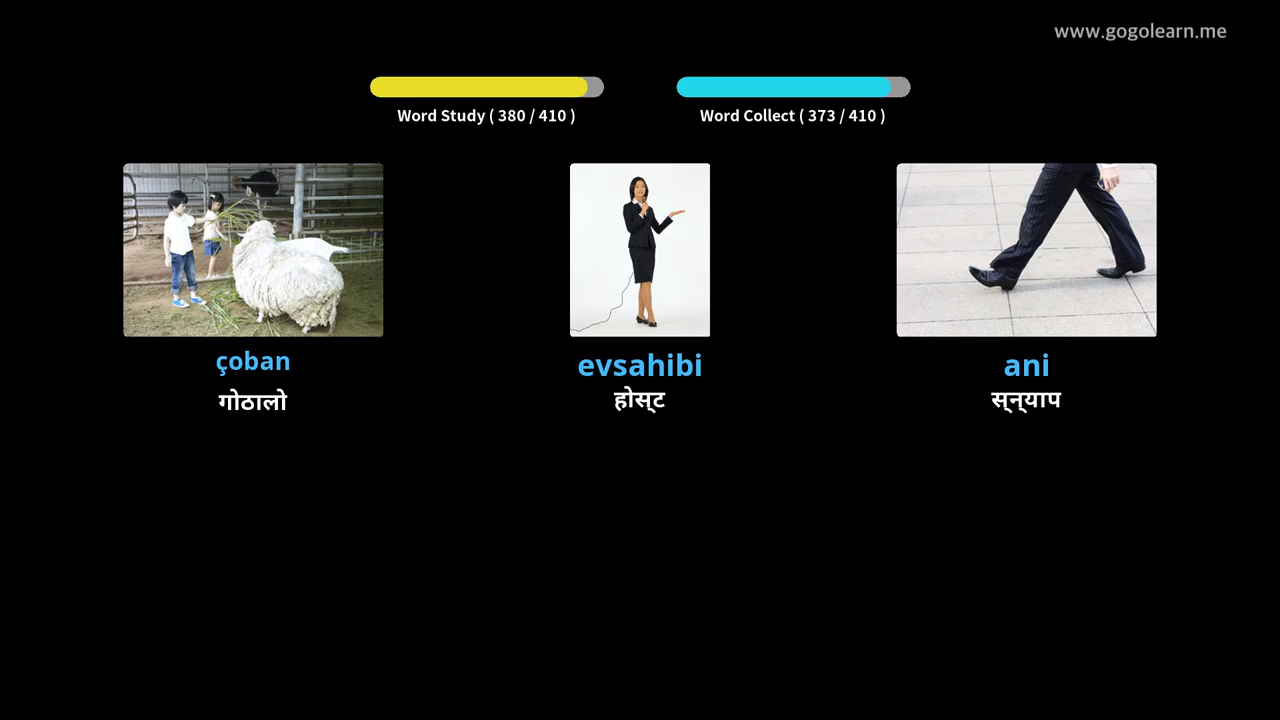 www.gogolearn.me
Word Study ( 380 / 410 )
Word Collect ( 373 / 410 )
çoban
गोठालो
evsahibi
होस्ट
ani
स्न्याप